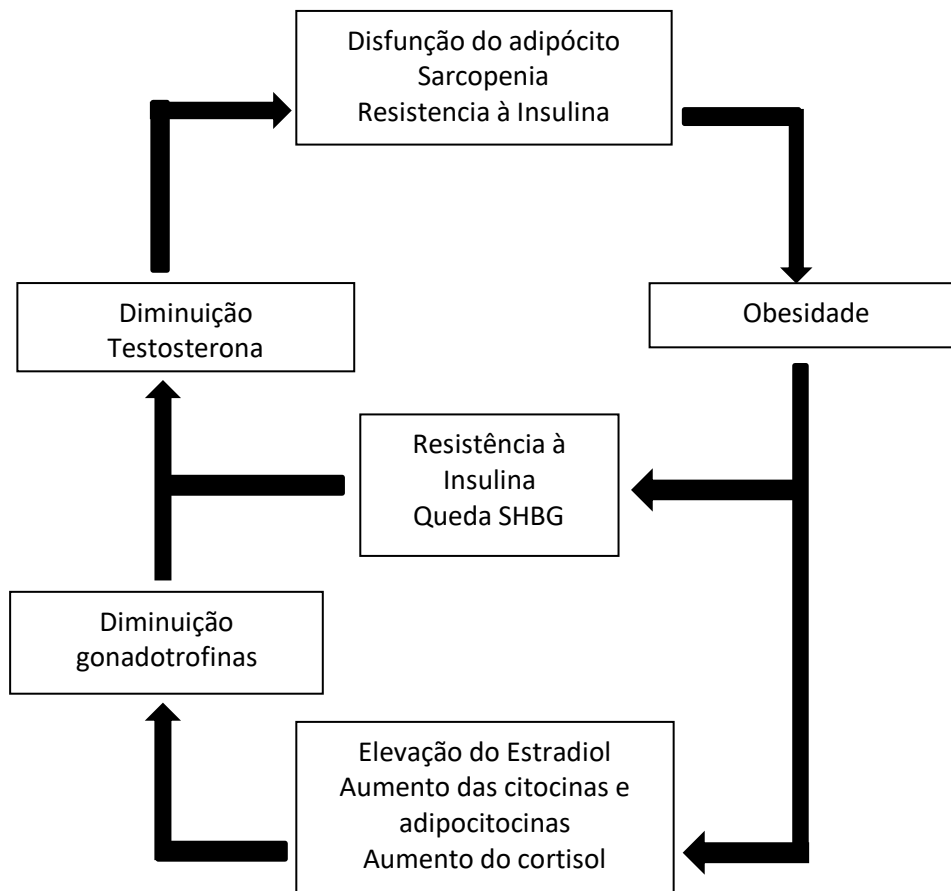 Disfunção do adipócito
Sarcopenia
Resistencia à Insulina
Diminuição
Testosterona
Obesidade
Resistência à
Insulina
Queda SHBG
Diminuição
gonadotrofinas
Elevação do Estradiol
Aumento das citocinas e
adipocitocinas
Aumento do cortisol